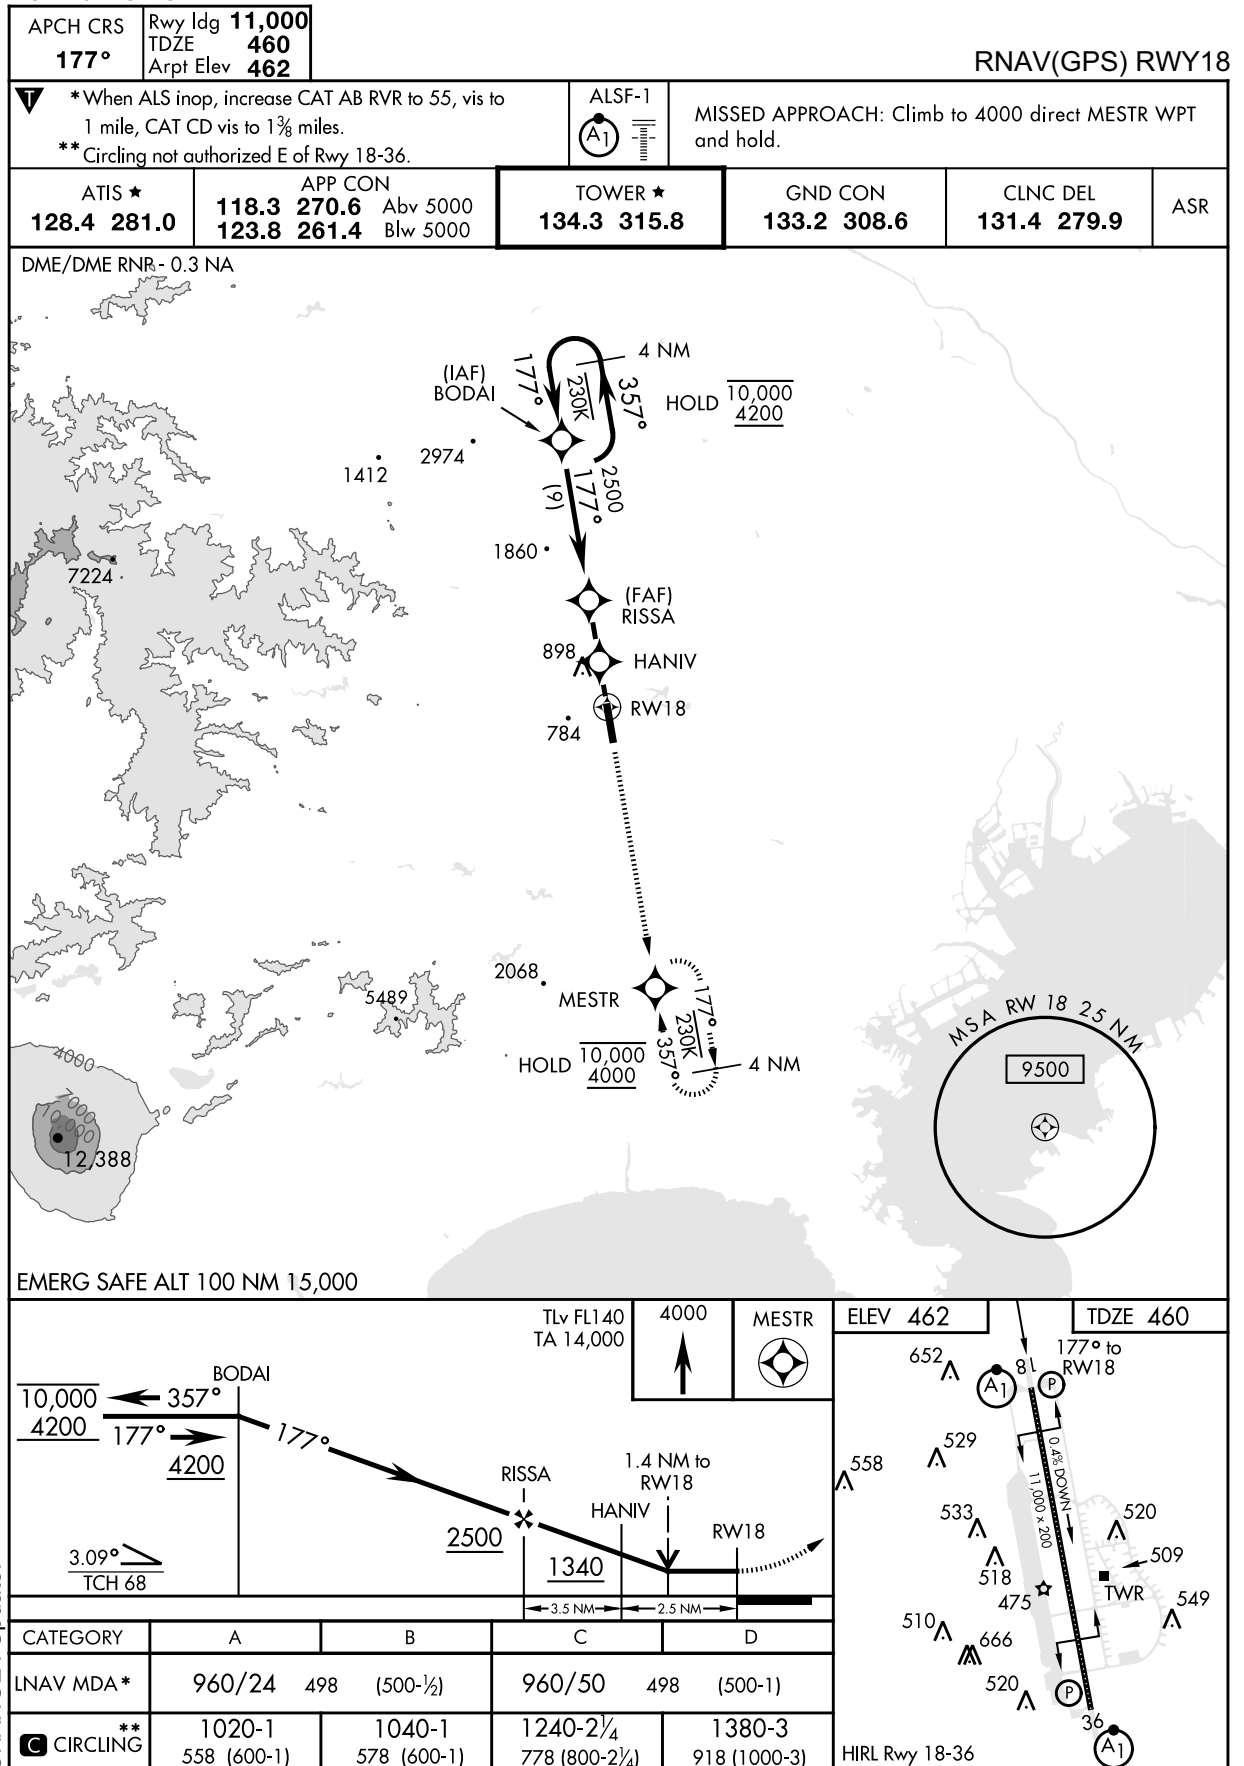 APCH CRS
177°
Rwy ldg 11,000
TDZE 460
Arpt Elev 462
RNAV(GPS) RWY18
T
* When ALS inop, increase CAT AB RVR to 55, vis to
1 mile, CAT CD vis to 1⅜ miles.
** Circling not authorized E of Rwy 18-36.
ALSF-1
A1
MISSED APPROACH: Climb to 4000 direct MESTR WPT
and hold.
ATIS ★
128.4 281.0
APP CON
118.3 270.6 Abv 5000
123.8 261.4 Blw 5000
TOWER ★
134.3 315.8
GND CON
133.2 308.6
CLNC DEL
131.4 279.9
ASR
DME/DME RNP - 0.3 NA
4 NM
(IAF)
BODAI
177°
230K
357°
HOLD 10,000
4200
2974
1412
2500
177°
(9)
1860
7224
(FAF)
RISSA
898
HANIV
RW18
784
2068
MESTR
5489
177°
230K
357°
HOLD 10,000
4000
4 NM
MSA RW 18 25 NM
9500
4000
7000
10000
12,388
EMERG SAFE ALT 100 NM 15,000
TLv FL140
TA 14,000
4000
MESTR
BODAI
10,000
4200
357°
177°
4200
177°
RISSA
1.4 NM to
RW18
HANIV
RW18
2500
1340
3.09°
TCH 68
3.5 NM
2.5 NM
ELEV 462
TDZE 460
177° to
RW18
652
A1
18
P
529
558
0.4% DOWN
11,000 x 200
533
520
518
509
475
TWR
549
510
666
520
P
36
A1
HIRL Rwy 18-36
CATEGORY A B C D
LNAV MDA * 960/24 498 (500-½) 960/50 498 (500-1)
C CIRCLING ** 1020-1 1040-1 1240-2¼ 1380-3
558 (600-1) 578 (600-1) 778 (800-2¼) 918 (1000-3)